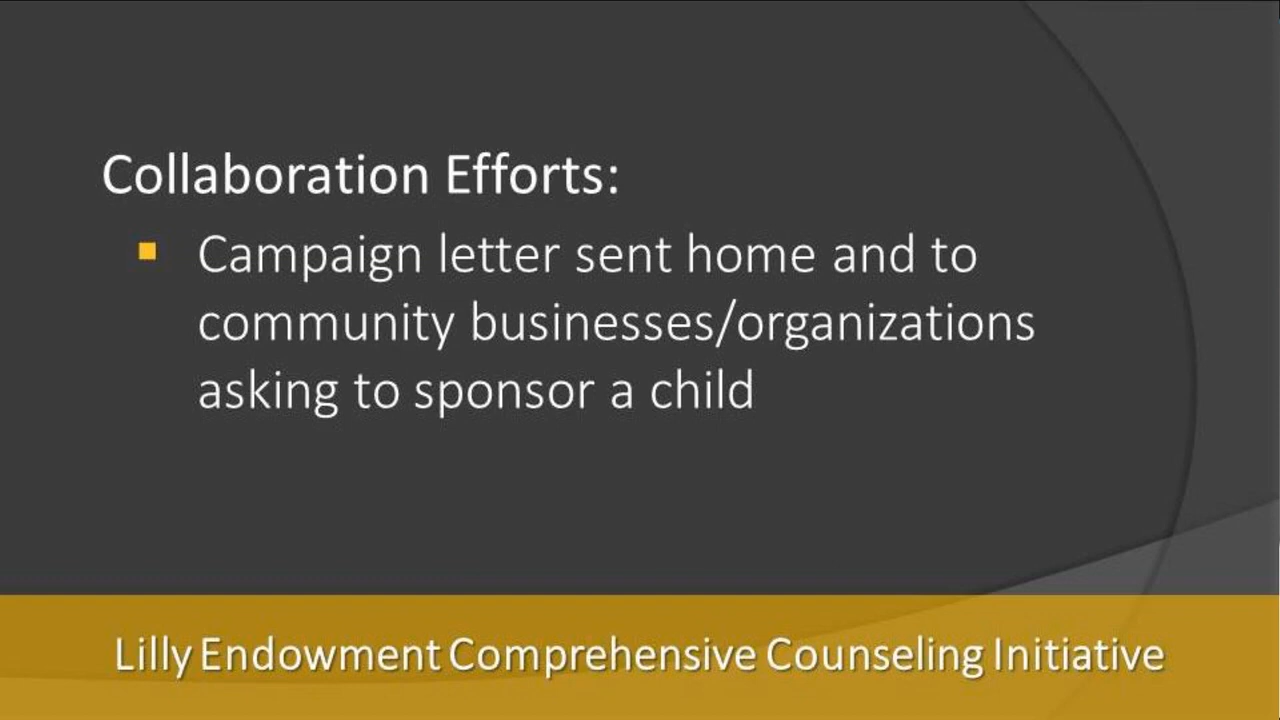 Collaboration Efforts:
▪ Campaign letter sent home and to
community businesses/organizations
asking to sponsor a child
Lilly Endowment Comprehensive Counseling Initiative